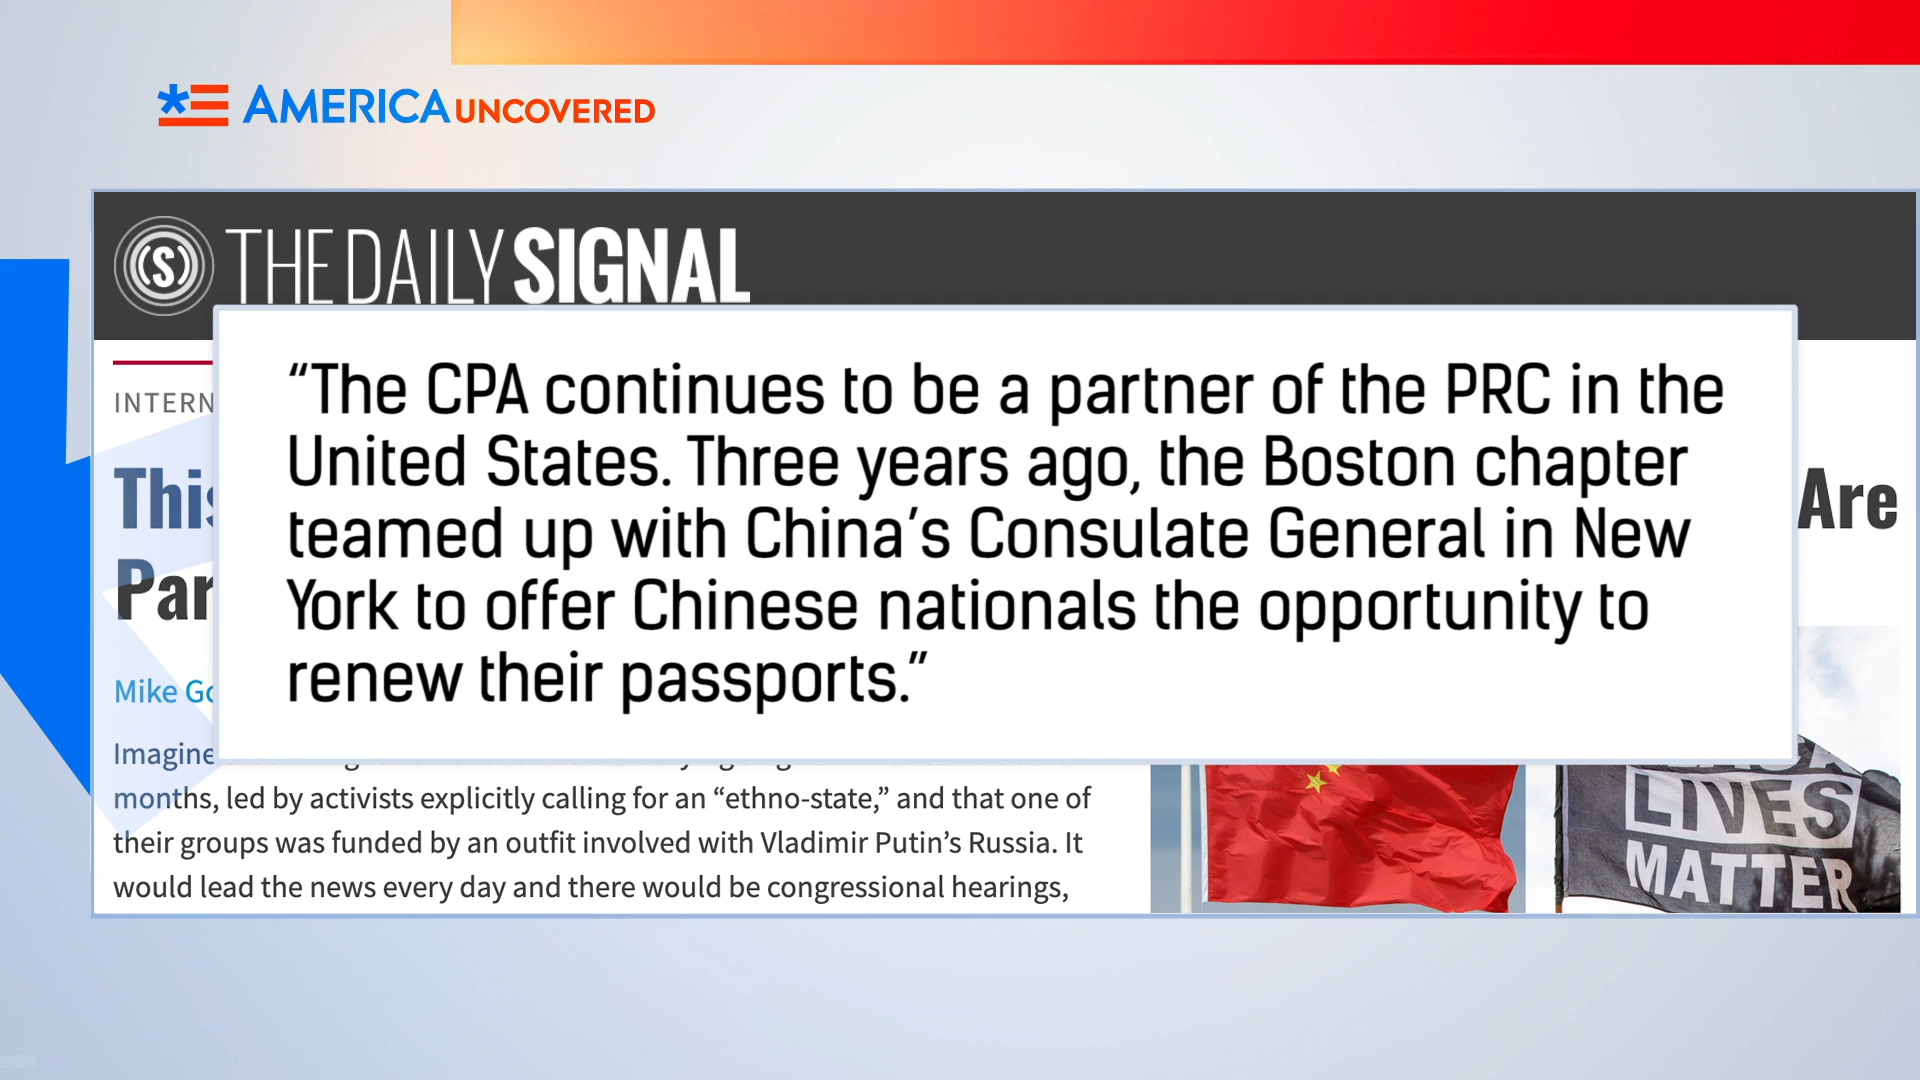 AMERICA UNCOVERED
(S) THE DAILY SIGNAL
“The CPA continues to be a partner of the PRC in the
United States. Three years ago, the Boston chapter
teamed up with China’s Consulate General in New
York to offer Chinese nationals the opportunity to
renew their passports.”
Are
Mike
Imagine
months, led by activists explicitly calling for an “ethno-state,” and that one of
their groups was funded by an outfit involved with Vladimir Putin’s Russia. It
would lead the news every day and there would be congressional hearings,
LIVES
MATTER